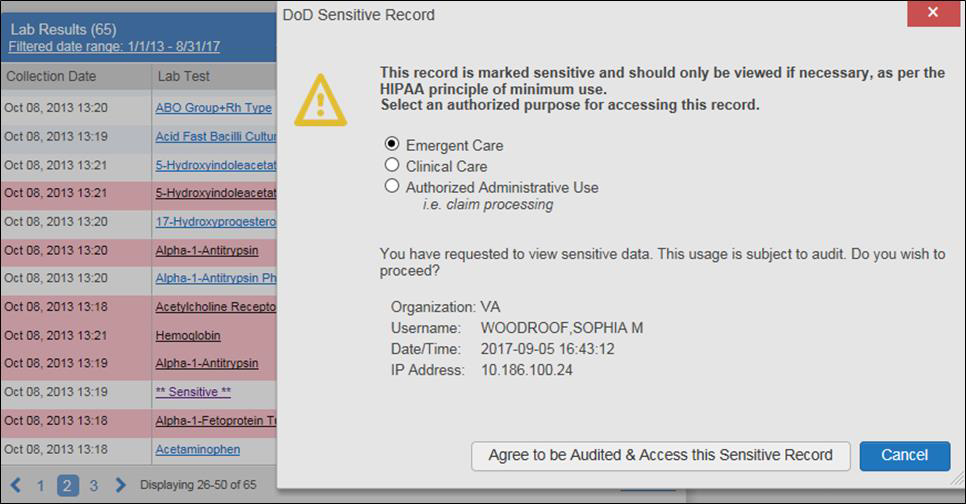 Lab Results (65)
Filtered date range: 1/1/13 - 8/31/17
Collection Date Lab Test
Oct 08, 2013 13:20 ABO Group+Rh Type
Oct 08, 2013 13:19 Acid Fast Bacilli Cultur
Oct 08, 2013 13:21 5-Hydroxyindoleacetat
Oct 08, 2013 13:21 5-Hydroxyindoleacetat
Oct 08, 2013 13:20 17-Hydroxyprogestero
Oct 08, 2013 13:20 Alpha-1-Antitrypsin
Oct 08, 2013 13:20 Alpha-1-Antitrypsin Ph
Oct 08, 2013 13:18 Acetylcholine Recepto
Oct 08, 2013 13:21 Hemoglobin
Oct 08, 2013 13:19 Alpha-1-Antitrypsin
Oct 08, 2013 13:19 ** Sensitive **
Oct 08, 2013 13:18 Alpha-1-Fetoprotein T
Oct 08, 2013 13:18 Acetaminophen
1 2 3 Displaying 26-50 of 65
DoD Sensitive Record
This record is marked sensitive and should only be viewed if necessary, as per the
HIPAA principle of minimum use.
Select an authorized purpose for accessing this record.
Emergent Care
Clinical Care
Authorized Administrative Use
i.e. claim processing
You have requested to view sensitive data. This usage is subject to audit. Do you wish to
proceed?
Organization: VA
Username: WOODROOF,SOPHIA M
Date/Time: 2017-09-05 16:43:12
IP Address: 10.186.100.24
Agree to be Audited & Access this Sensitive Record
Cancel